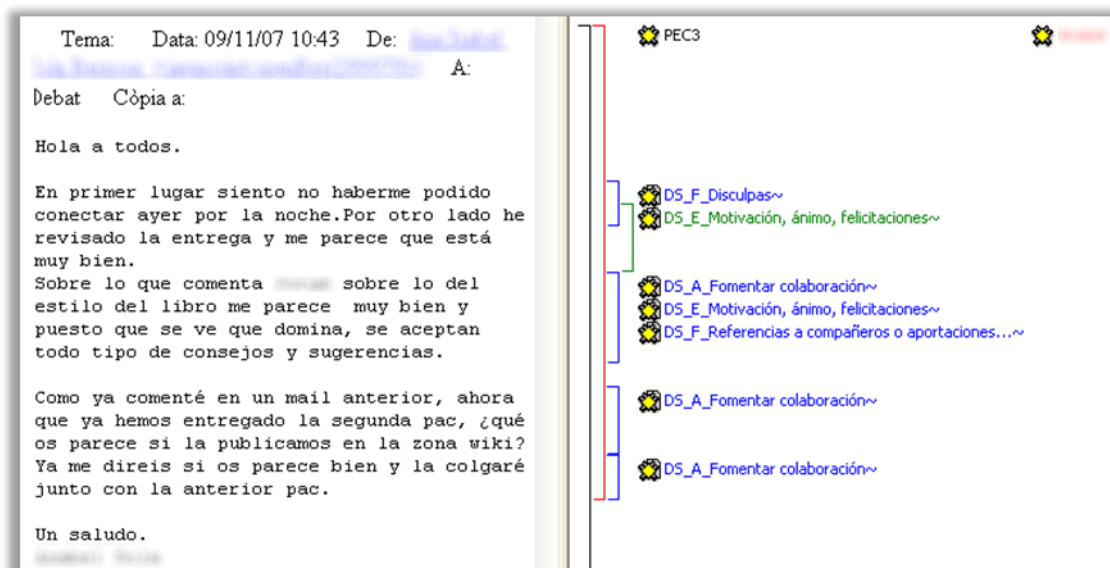 Tema: Data: 09/11/07 10:43 De:
A:
Debat Còpia a:
Hola a todos.
En primer lugar siento no haberme podido
conectar ayer por la noche.Por otro lado he
revisado la entrega y me parece que está
muy bien.
Sobre lo que comenta sobre lo del
estilo del libro me parece muy bien y
puesto que se ve que domina, se aceptan
todo tipo de consejos y sugerencias.
Como ya comenté en un mail anterior, ahora
que ya hemos entregado la segunda pac, ¿qué
os parece si la publicamos en la zona wiki?
Ya me direis si os parece bien y la colgaré
junto con la anterior pac.
Un saludo.
PEC3
DS_F_Disculpas~
DS_E_Motivación, ánimo, felicitaciones~
DS_A_Fomentar colaboración~
DS_E_Motivación, ánimo, felicitaciones~
DS_F_Referencias a compañeros o aportaciones...~
DS_A_Fomentar colaboración~
DS_A_Fomentar colaboración~